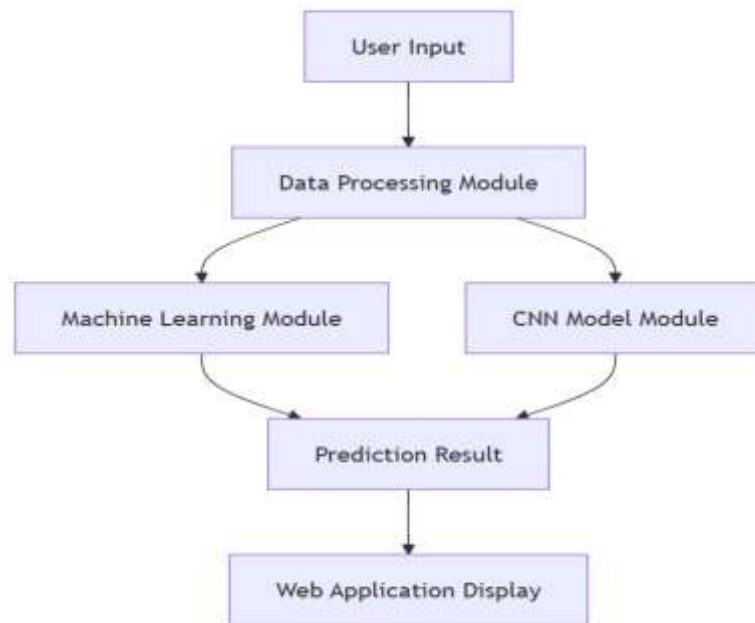 User Input
Data Processing Module
Machine Learning Module
CNN Model Module
Prediction Result
Web Application Display